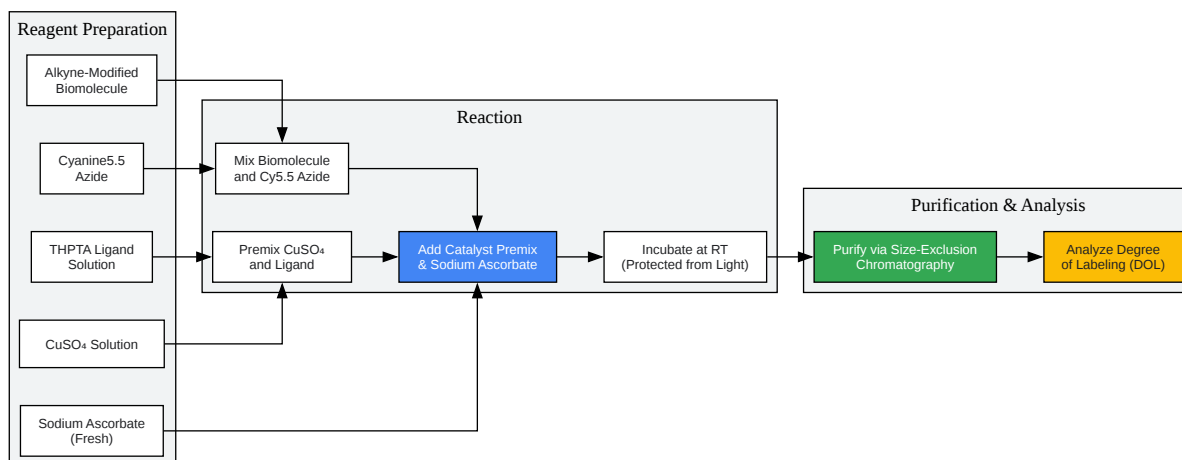 Reagent Preparation
Alkyne-Modified
Biomolecule
Cyanine5.5
Azide
THPTA Ligand
Solution
CuSO₄ Solution
Sodium Ascorbate
(Fresh)
Reaction
Mix Biomolecule
and Cy5.5 Azide
Premix CuSO₄
and Ligand
Add Catalyst Premix
& Sodium Ascorbate
Incubate at RT
(Protected from Light)
Purification & Analysis
Purify via Size-Exclusion
Chromatography
Analyze Degree
of Labeling (DOL)